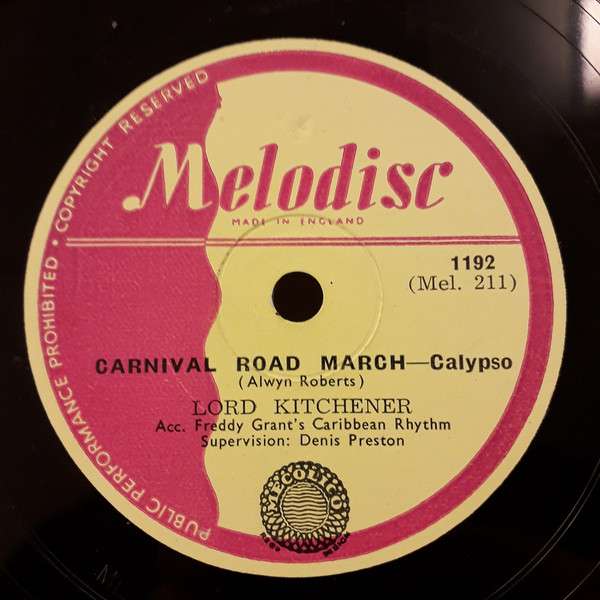 PUBLIC PERFORMANCE PROHIBITED • COPYRIGHT RESERVED
Melodisc
MADE IN ENGLAND
1192
(Mel. 211)
CARNIVAL ROAD MARCH—Calypso
(Alwyn Roberts)
LORD KITCHENER
Acc. Freddy Grant's Caribbean Rhythm
Supervision: Denis Preston
MECOLICO